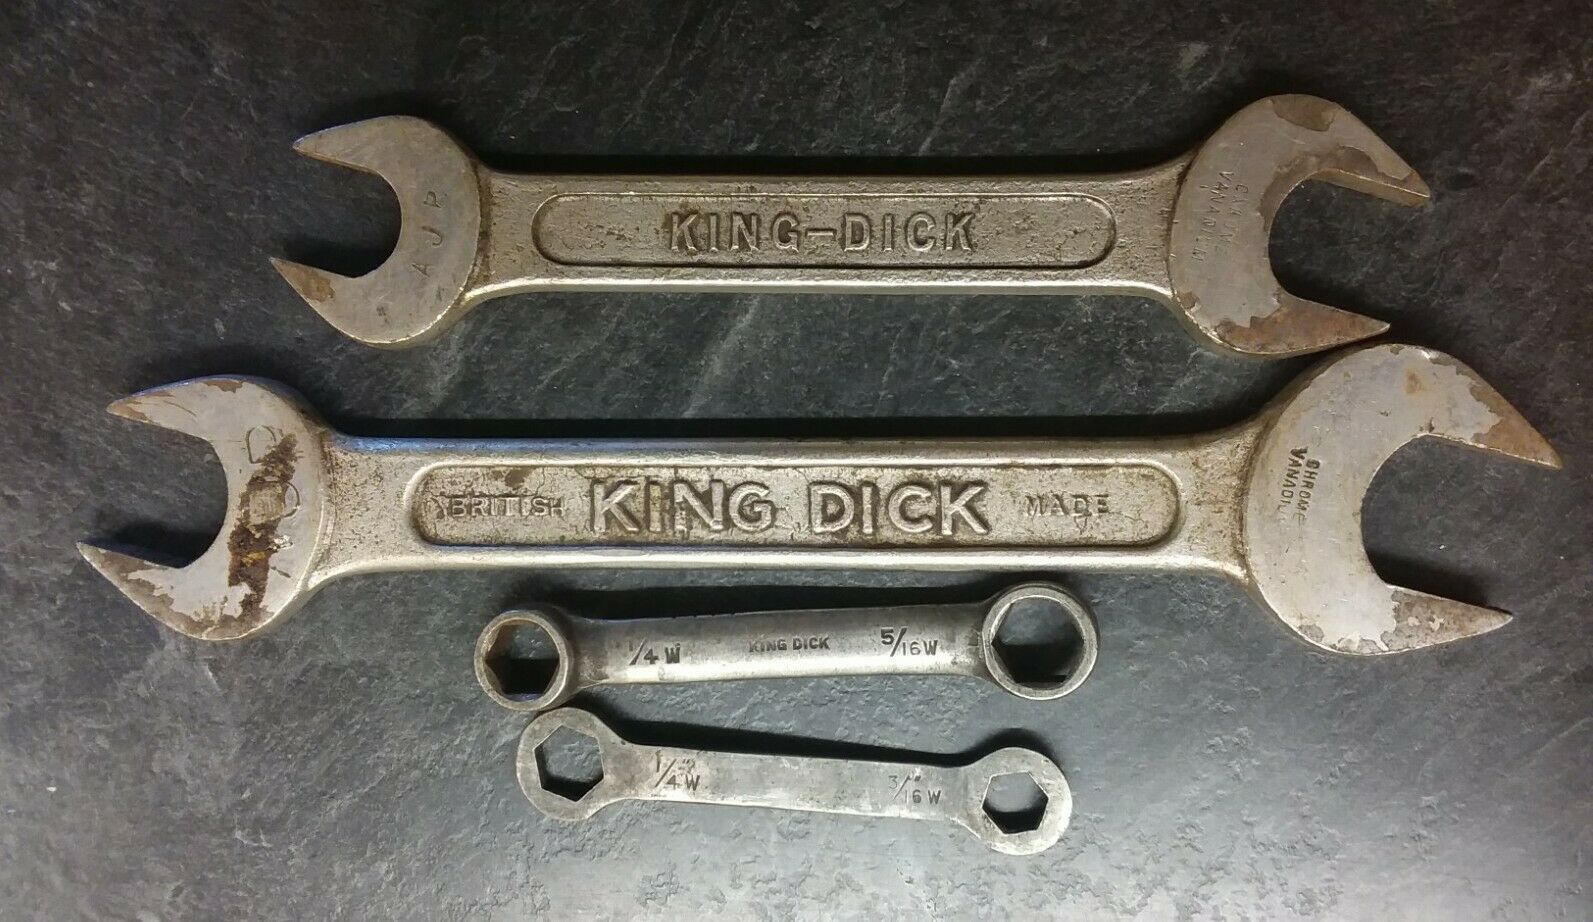 AJP
KING-DICK
VANADIUM
BRITISH KING DICK MADE
CHROME
VANADIUM
1/4 W KING DICK 5/16 W
1/4" W 3/16" W